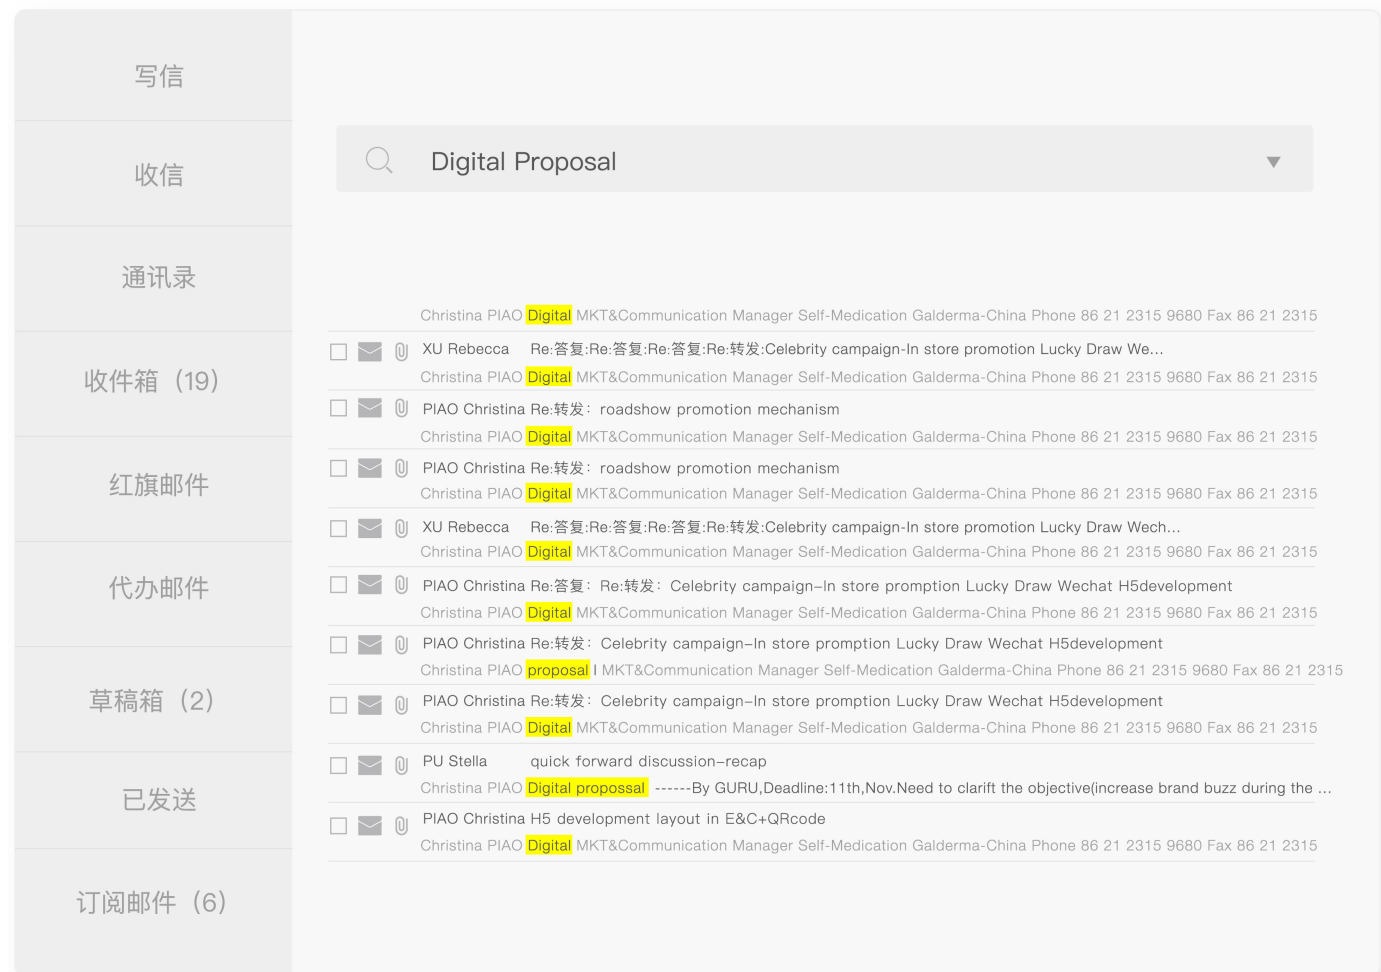 写信
收信
通讯录
收件箱（19）
红旗邮件
代办邮件
草稿箱（2）
已发送
订阅邮件（6）
Digital Proposal
Christina PIAO Digital MKT&Communication Manager Self-Medication Galderma-China Phone 86 21 2315 9680 Fax 86 21 2315
XU Rebecca Re:答复:Re:答复:Re:答复:Re:转发:Celebrity campaign-In store promotion Lucky Draw We...
Christina PIAO Digital MKT&Communication Manager Self-Medication Galderma-China Phone 86 21 2315 9680 Fax 86 21 2315
PIAO Christina Re:转发：roadshow promotion mechanism
Christina PIAO Digital MKT&Communication Manager Self-Medication Galderma-China Phone 86 21 2315 9680 Fax 86 21 2315
PIAO Christina Re:转发：roadshow promotion mechanism
Christina PIAO Digital MKT&Communication Manager Self-Medication Galderma-China Phone 86 21 2315 9680 Fax 86 21 2315
XU Rebecca Re:答复:Re:答复:Re:答复:Re:转发:Celebrity campaign-In store promotion Lucky Draw Wech...
Christina PIAO Digital MKT&Communication Manager Self-Medication Galderma-China Phone 86 21 2315 9680 Fax 86 21 2315
PIAO Christina Re:答复：Re:转发：Celebrity campaign–In store promption Lucky Draw Wechat H5development
Christina PIAO Digital MKT&Communication Manager Self-Medication Galderma-China Phone 86 21 2315 9680 Fax 86 21 2315
PIAO Christina Re:转发：Celebrity campaign–In store promption Lucky Draw Wechat H5development
Christina PIAO proposal l MKT&Communication Manager Self-Medication Galderma-China Phone 86 21 2315 9680 Fax 86 21 2315
PIAO Christina Re:转发：Celebrity campaign–In store promption Lucky Draw Wechat H5development
Christina PIAO Digital MKT&Communication Manager Self-Medication Galderma-China Phone 86 21 2315 9680 Fax 86 21 2315
PU Stella quick forward discussion–recap
Christina PIAO Digital propossal ------By GURU,Deadline:11th,Nov.Need to clarift the objective(increase brand buzz during the ...
PIAO Christina H5 development layout in E&C+QRcode
Christina PIAO Digital MKT&Communication Manager Self-Medication Galderma-China Phone 86 21 2315 9680 Fax 86 21 2315